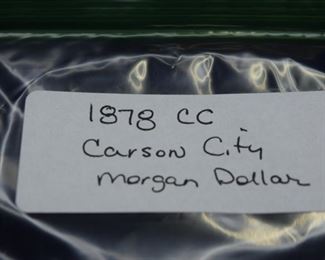 1878 CC
Carson City
Morgan Dollar